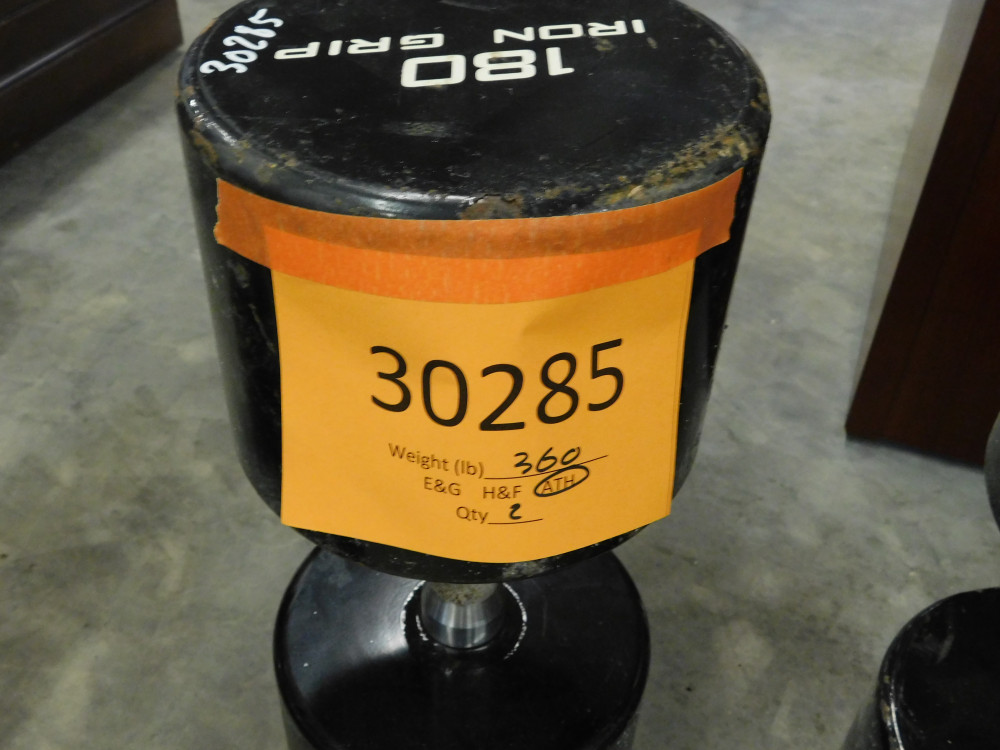 30285
IRON GRIP
180
30285
Weight (lb) 360
E&G H&F ATH
Qty 2